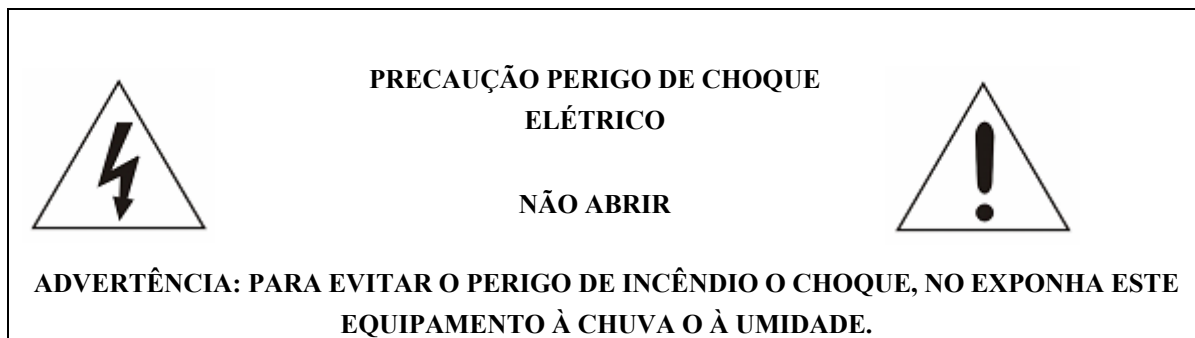 PRECAUÇÃO PERIGO DE CHOQUE
ELÉTRICO
NÃO ABRIR
ADVERTÊNCIA: PARA EVITAR O PERIGO DE INCÊNDIO O CHOQUE, NO EXPONHA ESTE
EQUIPAMENTO À CHUVA O À UMIDADE.